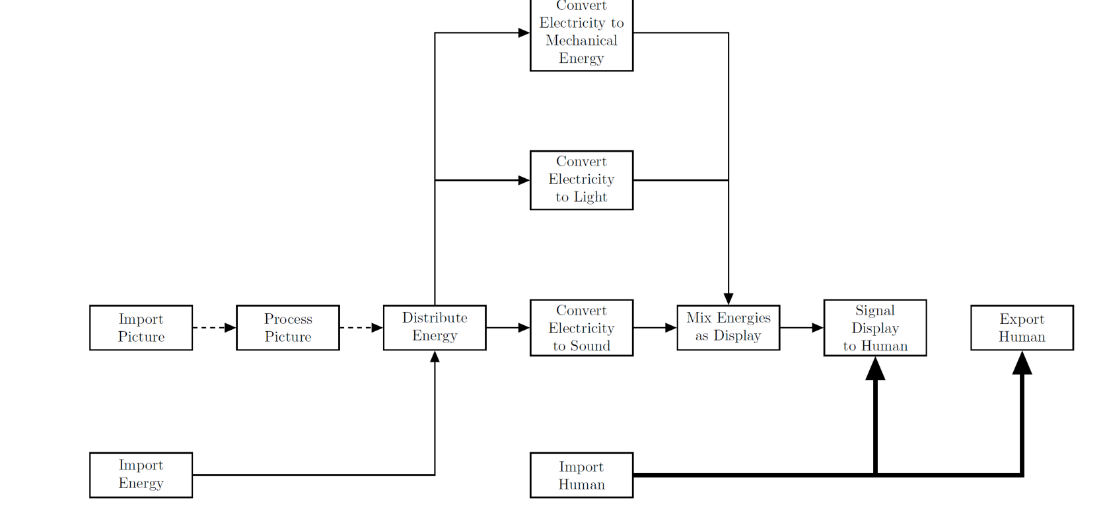 Convert
Electricity to
Mechanical
Energy
Convert
Electricity
to Light
Import
Picture
Process
Picture
Distribute
Energy
Convert
Electricity
to Sound
Mix Energies
as Display
Signal
Display
to Human
Export
Human
Import
Energy
Import
Human